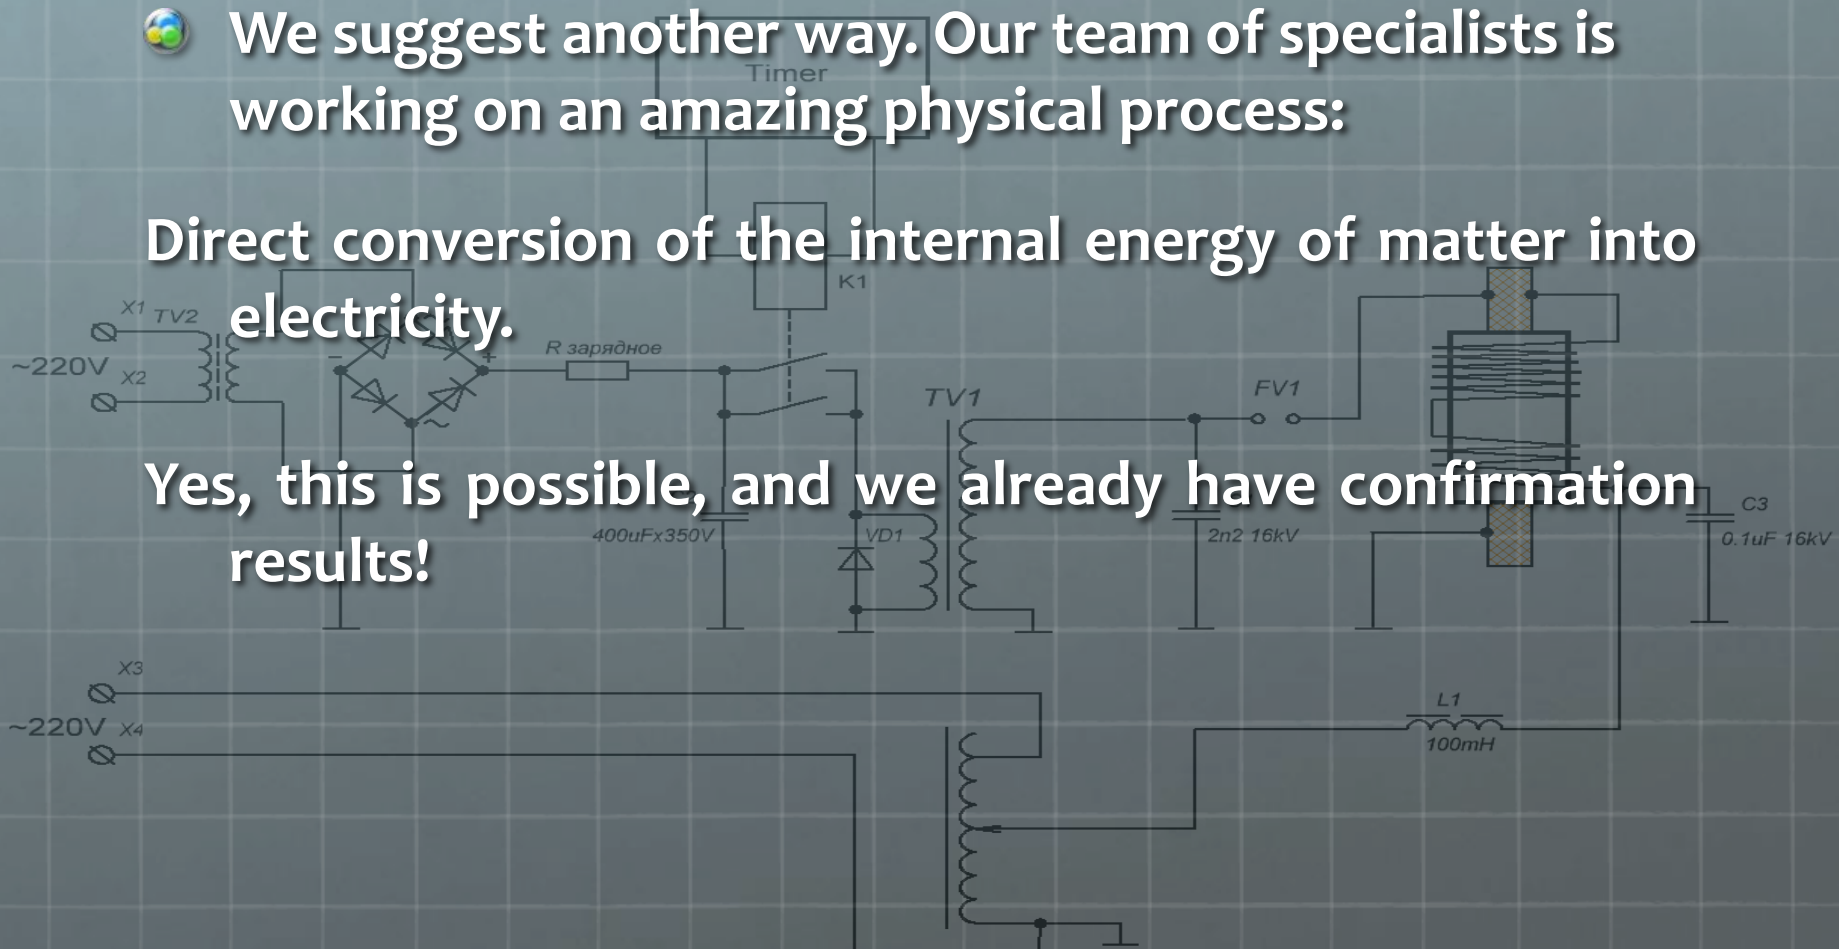 We suggest another way. Our team of specialists is
Timer
working on an amazing physical process:
Direct conversion of the internal energy of matter into
K1
electricity.
X1 TV2
R зарядное
~220V
X2
− +
~
TV1
FV1
Yes, this is possible, and we already have confirmation
400uFx350V
VD1
2n2 16kV
C3
0.1uF 16kV
results!
X3
~220V X4
L1
100mH